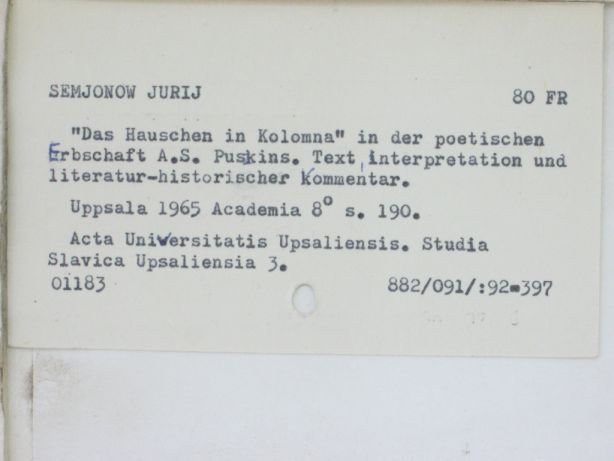 SEMJONOW JURIJ
80 FR
"Das Hauschen in Kolomna" in der poetischen
Erbschaft A.S. Puskins. Text,interpretation und
literatur-historischer Kommentar.
Uppsala 1965 Academia 8° s. 190.
Acta Universitatis Upsaliensis. Studia
Slavica Upsaliensia 3.
01183
882/091/:92=397